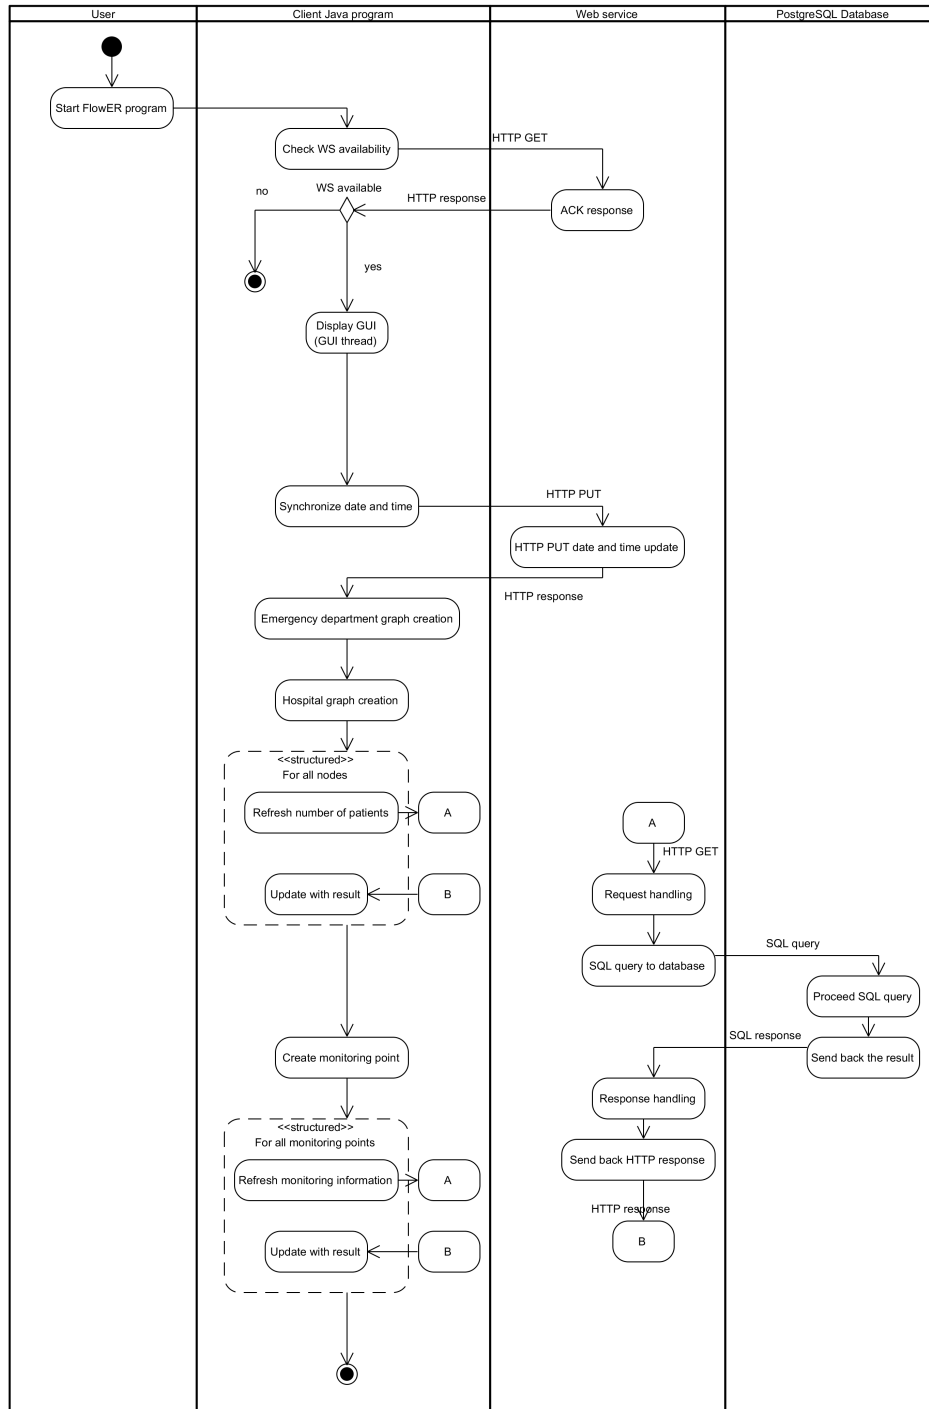 User
Client Java program
Web service
PostgreSQL Database
Start FlowER program
Check WS availability
HTTP GET
ACK response
HTTP response
WS available
no
yes
Display GUI
(GUI thread)
Synchronize date and time
HTTP PUT
HTTP PUT date and time update
HTTP response
Emergency department graph creation
Hospital graph creation
<<structured>>
For all nodes
Refresh number of patients
A
Update with result
B
A
HTTP GET
Request handling
SQL query to database
SQL query
Proceed SQL query
Send back the result
SQL response
Response handling
Send back HTTP response
HTTP response
B
Create monitoring point
<<structured>>
For all monitoring points
Refresh monitoring information
A
Update with result
B